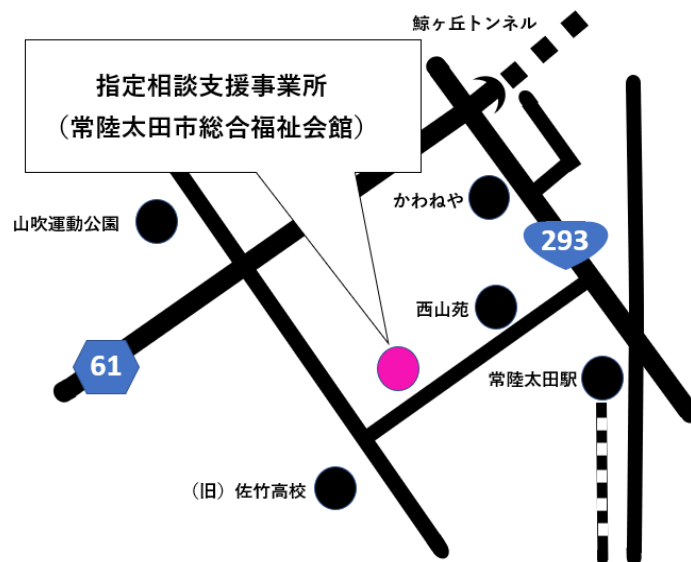 鯨ヶ丘トンネル
指定相談支援事業所
（常陸太田市総合福祉会館）
かわねや
山吹運動公園
293
西山苑
61
常陸太田駅
（旧）佐竹高校